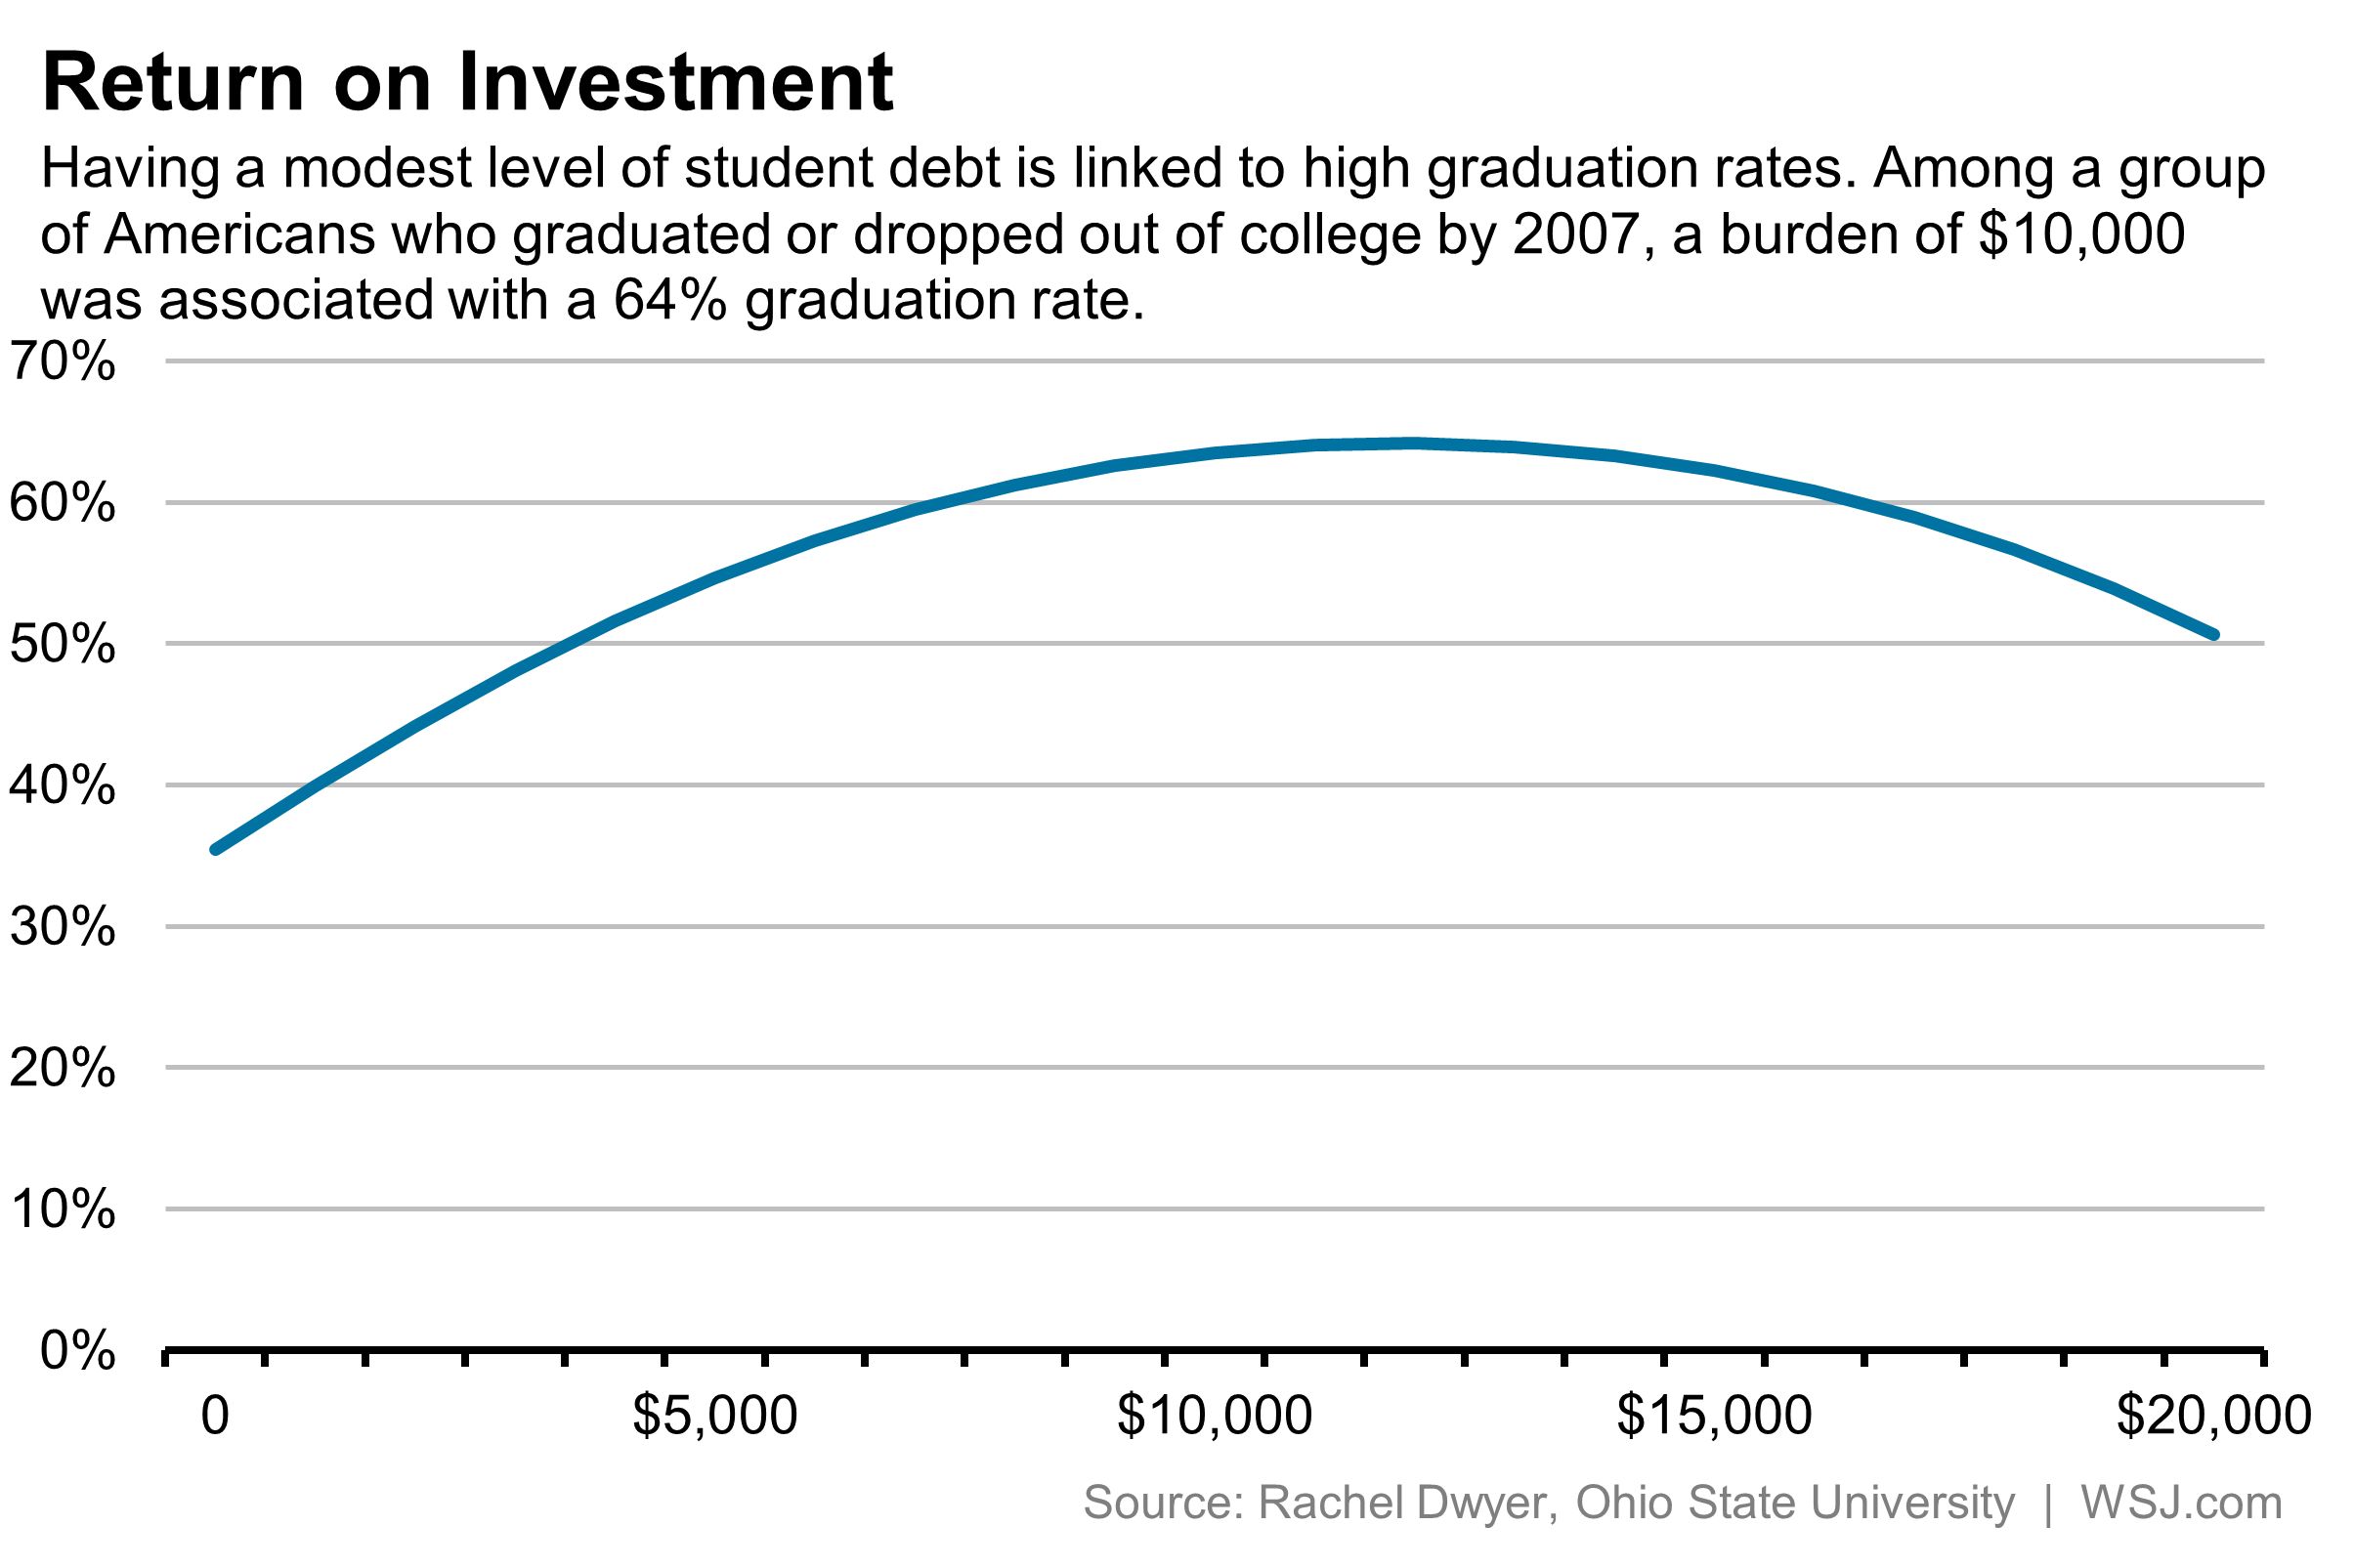 Return on Investment
Having a modest level of student debt is linked to high graduation rates. Among a group
of Americans who graduated or dropped out of college by 2007, a burden of $10,000
was associated with a 64% graduation rate.
70%
60%
50%
40%
30%
20%
10%
0%
0 $5,000 $10,000 $15,000 $20,000
Source: Rachel Dwyer, Ohio State University | WSJ.com